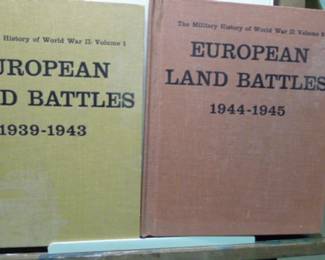 History of World War II: Volume 1
UROPEAN
D BATTLES
1939-1943
The Military History of World War II: Volume
EUROPEAN
LAND BATTLES
1944-1945